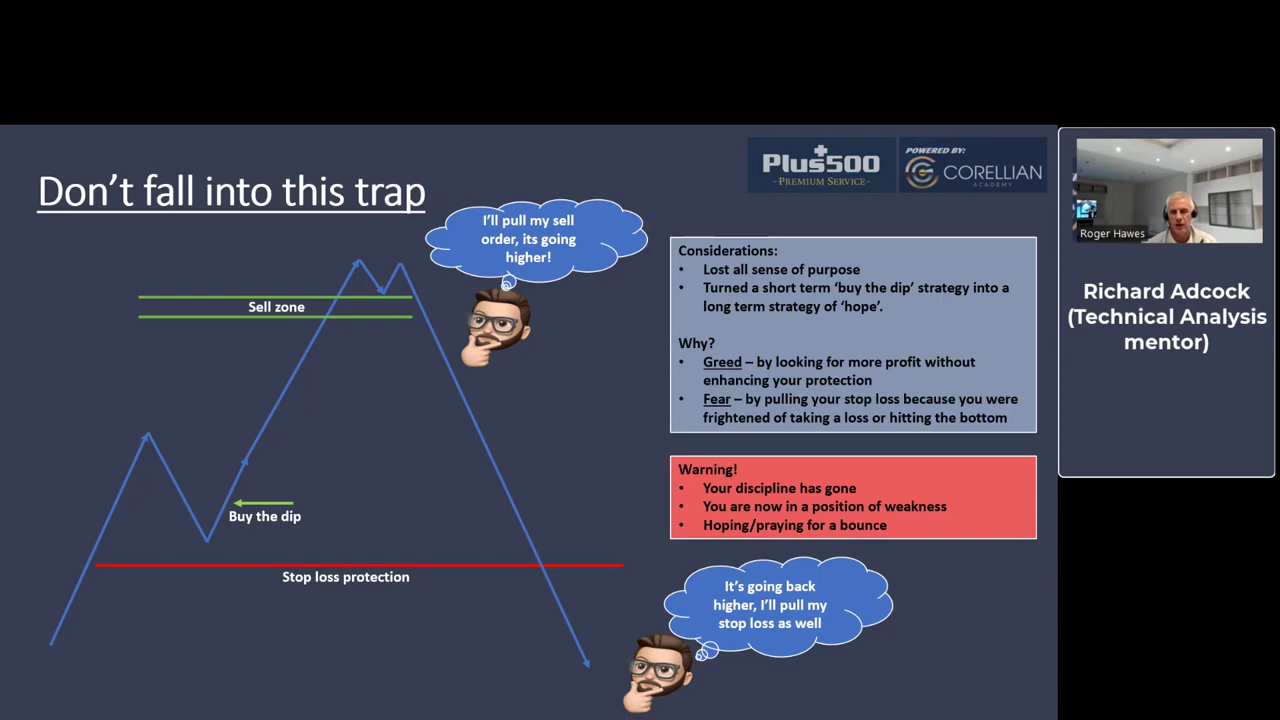 Plus500
-PREMIUM SERVICE-
POWERED BY:
CORELLIAN
ACADEMY
Don't fall into this trap
I'll pull my sell
order, its going
higher!
Sell zone
Buy the dip
Stop loss protection
Considerations:
• Lost all sense of purpose
• Turned a short term 'buy the dip' strategy into a
long term strategy of 'hope'.
Why?
• Greed – by looking for more profit without
enhancing your protection
• Fear – by pulling your stop loss because you were
frightened of taking a loss or hitting the bottom
Warning!
• Your discipline has gone
• You are now in a position of weakness
• Hoping/praying for a bounce
It's going back
higher, I'll pull my
stop loss as well
Roger Hawes
Richard Adcock
(Technical Analysis
mentor)